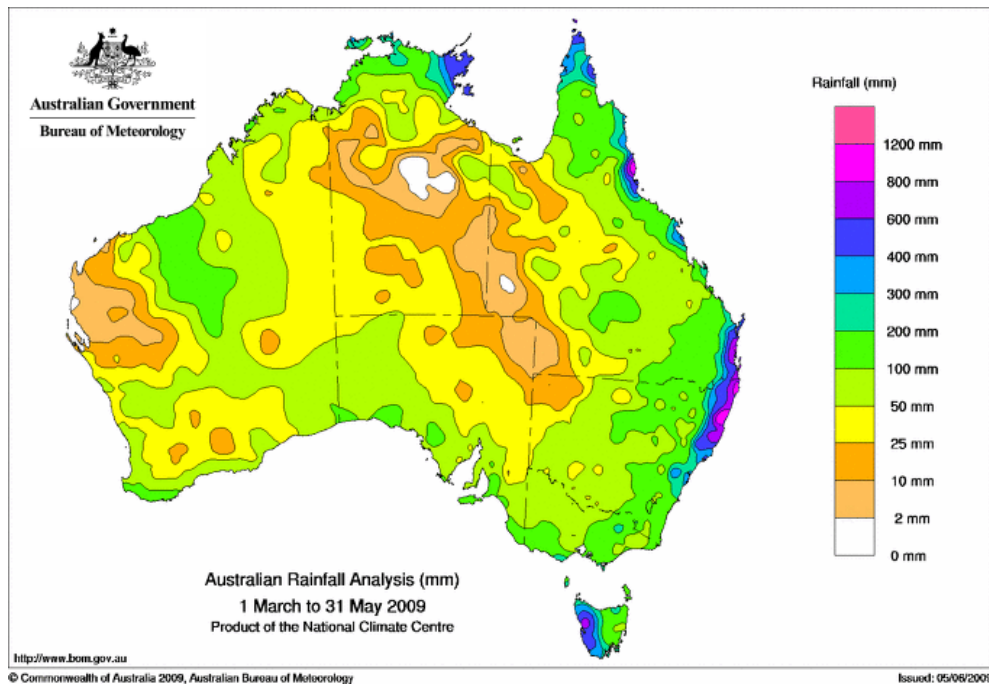 Australian Government
Bureau of Meteorology
Rainfall (mm)
1200 mm
800 mm
600 mm
400 mm
300 mm
200 mm
100 mm
50 mm
25 mm
10 mm
2 mm
0 mm
Australian Rainfall Analysis (mm)
1 March to 31 May 2009
Product of the National Climate Centre
http://www.bom.gov.au
© Commonwealth of Australia 2009, Australian Bureau of Meteorology
Issued: 05/06/2009